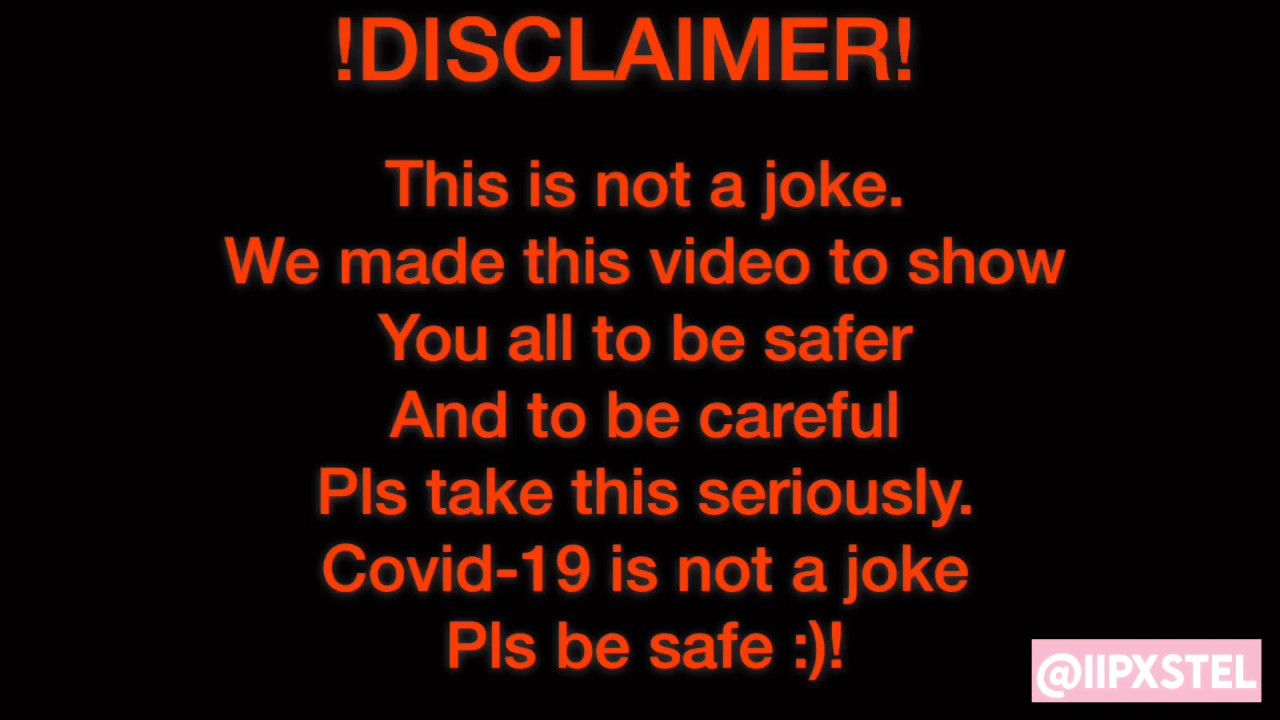 !DISCLAIMER!
This is not a joke.
We made this video to show
You all to be safer
And to be careful
Pls take this seriously.
Covid-19 is not a joke
Pls be safe :)!
@IIPXSTEL